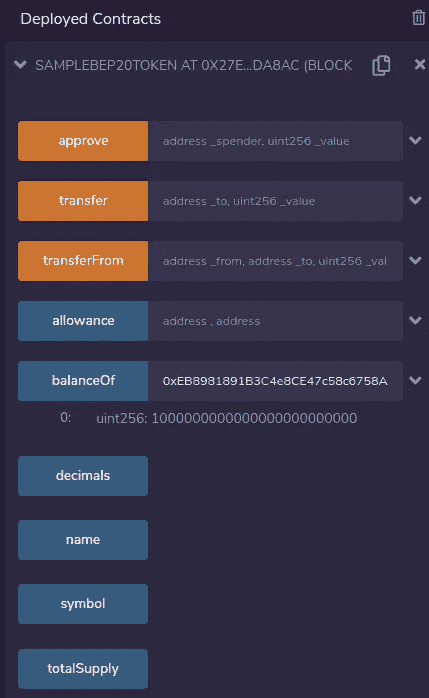 Deployed Contracts
SAMPLEBEP20TOKEN AT 0X27E...DA8AC (BLOCK
approve address _spender, uint256 _value
transfer address _to, uint256 _value
transferFrom address _from, address _to, uint256 _val
allowance address , address
balanceOf 0xEB8981891B3C4e8CE47c58c6758A
0: uint256: 1000000000000000000000000
decimals
name
symbol
totalSupply